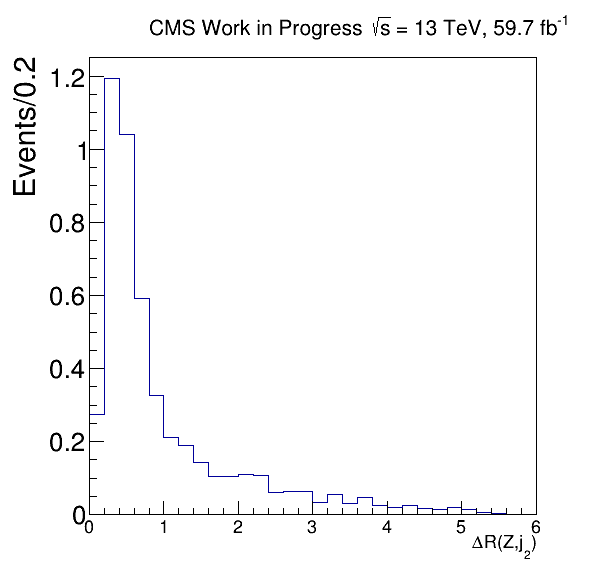 CMS Work in Progress √s = 13 TeV, 59.7 fb⁻¹
Events/0.2
1.2
1
0.8
0.6
0.4
0.2
0
0 1 2 3 4 5 6
ΔR(Z,j₂)